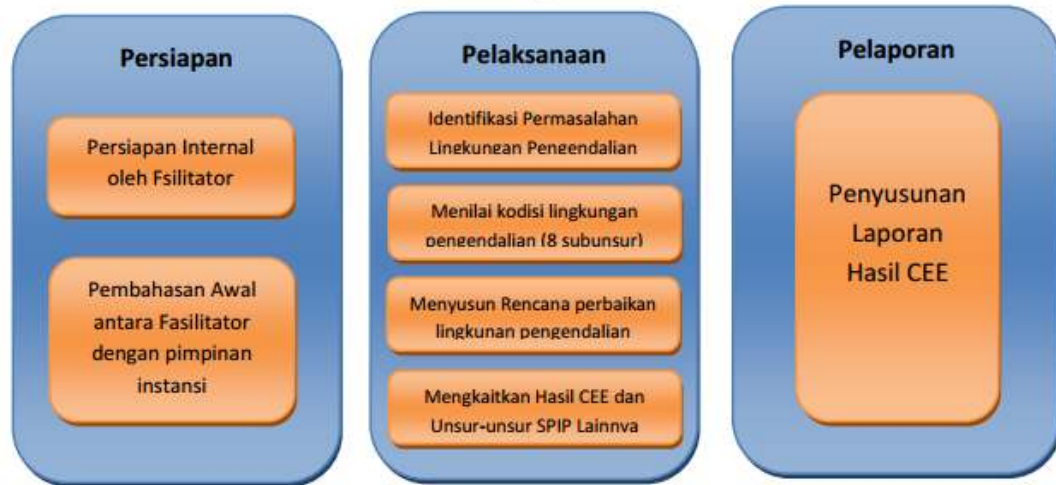 Persiapan
Persiapan Internal
oleh Fsilitator
Pembahasan Awal
antara Fasilitator
dengan pimpinan
instansi
Pelaksanaan
Identifikasi Permasalahan
Lingkungan Pengendalian
Menilai kodisi lingkungan
pengendalian (8 subunsur)
Menyusun Rencana perbaikan
lingkunan pengendalian
Mengkaitkan Hasil CEE dan
Unsur-unsur SPIP Lainnya
Pelaporan
Penyusunan
Laporan
Hasil CEE